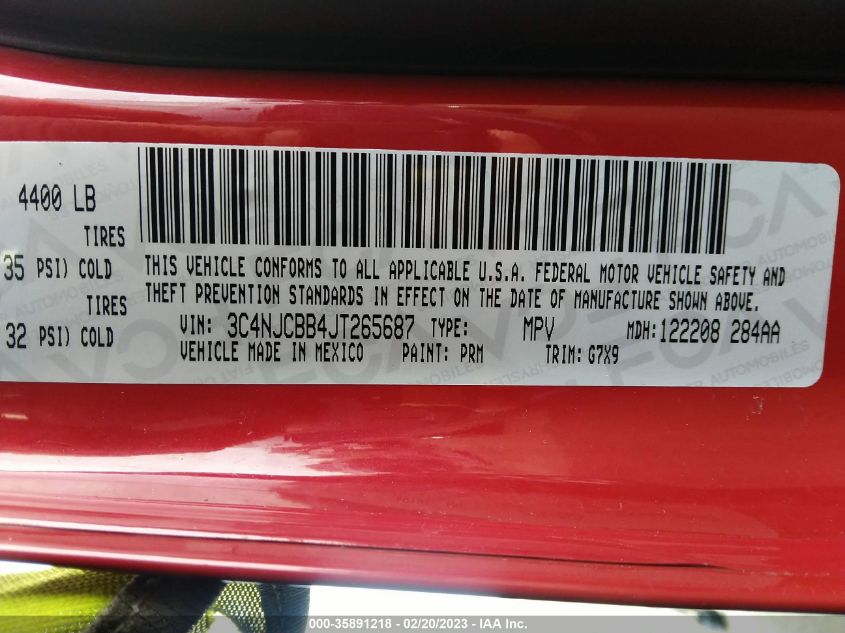 4400 LB
TIRES
35 PSI) COLD
TIRES
32 PSI) COLD
THIS VEHICLE CONFORMS TO ALL APPLICABLE U.S.A. FEDERAL MOTOR VEHICLE SAFETY AND
THEFT PREVENTION STANDARDS IN EFFECT ON THE DATE OF MANUFACTURE SHOWN ABOVE.
VIN: 3C4NJCBB4JT265687 TYPE: MPV MDH:122208 284AA
VEHICLE MADE IN MEXICO PAINT: PRM TRIM: G7X9
000-35891218 - 02/20/2023 - © IAA Inc.